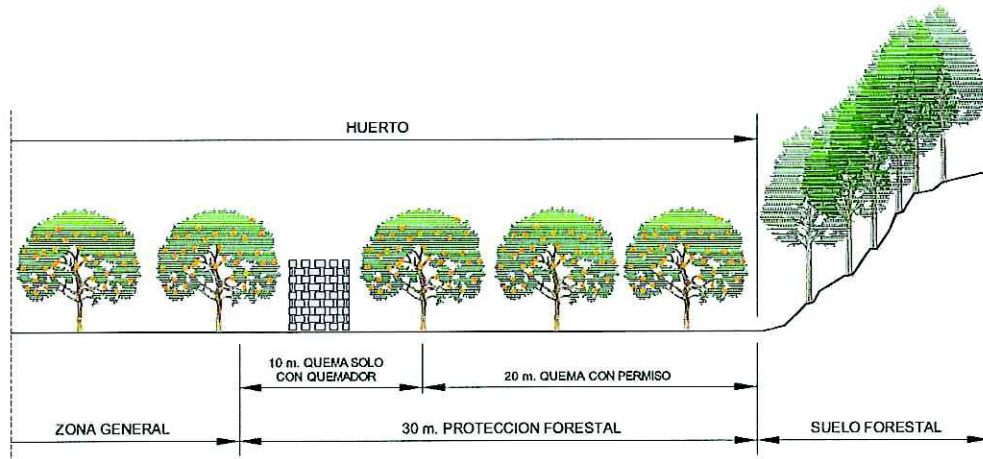 HUERTO
10 m. QUEMA SOLO
CON QUEMADOR
20 m. QUEMA CON PERMISO
ZONA GENERAL
30 m. PROTECCION FORESTAL
SUELO FORESTAL